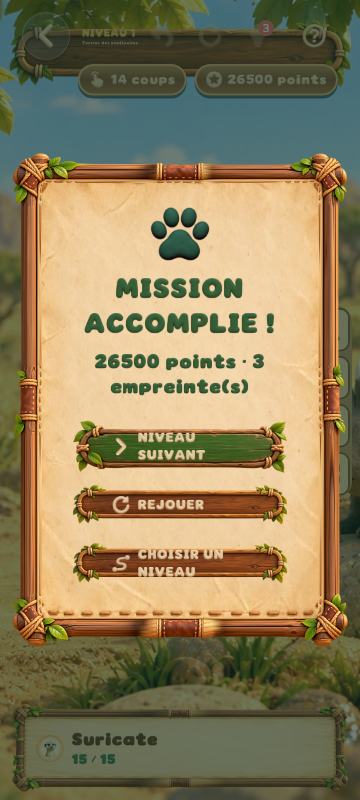 NIVEAU 1
3
?
14 coups
26500 points
MISSION
ACCOMPLIE !
26500 points · 3
empreinte(s)
NIVEAU
SUIVANT
REJOUER
CHOISIR UN
NIVEAU
Suricate
15 / 15